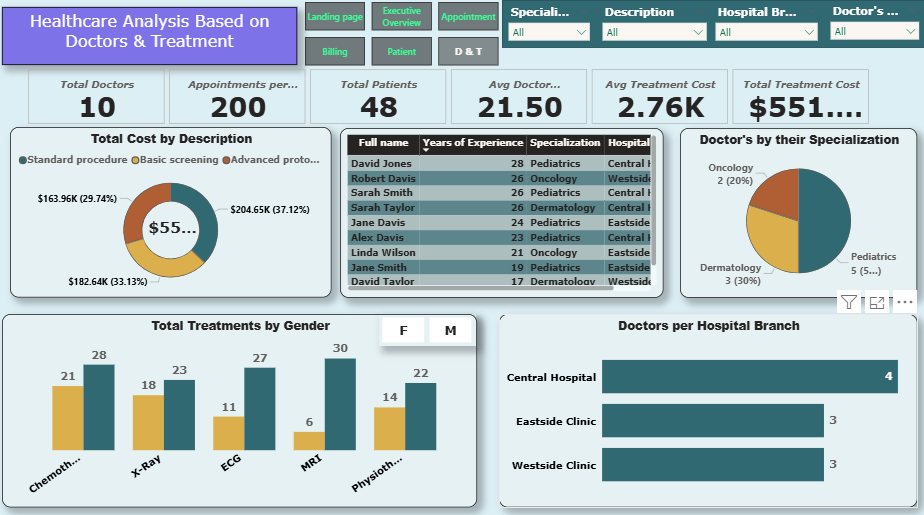 Healthcare Analysis Based on
Doctors & Treatment
Landing page
Executive
Overview
Appointment
Billing
Patient
D & T
Speciali...
All
Description
All
Hospital Br...
All
Doctor's ...
All
Total Doctors
10
Appointments per...
200
Total Patients
48
Avg Doctor...
21.50
Avg Treatment Cost
2.76K
Total Treatment Cost
$551....
Total Cost by Description
Standard procedure Basic screening Advanced proto...
$163.96K (29.74%)
$204.65K (37.12%)
$55...
$182.64K (33.13%)
Full name Years of Experience Specialization Hospital
David Jones 28 Pediatrics Central H
Robert Davis 26 Oncology Westside
Sarah Smith 26 Pediatrics Central H
Sarah Taylor 26 Dermatology Central H
Jane Davis 24 Pediatrics Eastside
Alex Davis 23 Pediatrics Central H
Linda Wilson 21 Oncology Eastside
Jane Smith 19 Pediatrics Eastside
David Taylor 17 Dermatology Westside
Doctor's by their Specialization
Oncology
2 (20%)
Pediatrics
5 (5...)
Dermatology
3 (30%)
Total Treatments by Gender
F
M
21
28
18
23
11
27
6
30
14
22
Chemoth...
X-Ray
ECG
MRI
Physioth...
Doctors per Hospital Branch
Central Hospital 4
Eastside Clinic 3
Westside Clinic 3